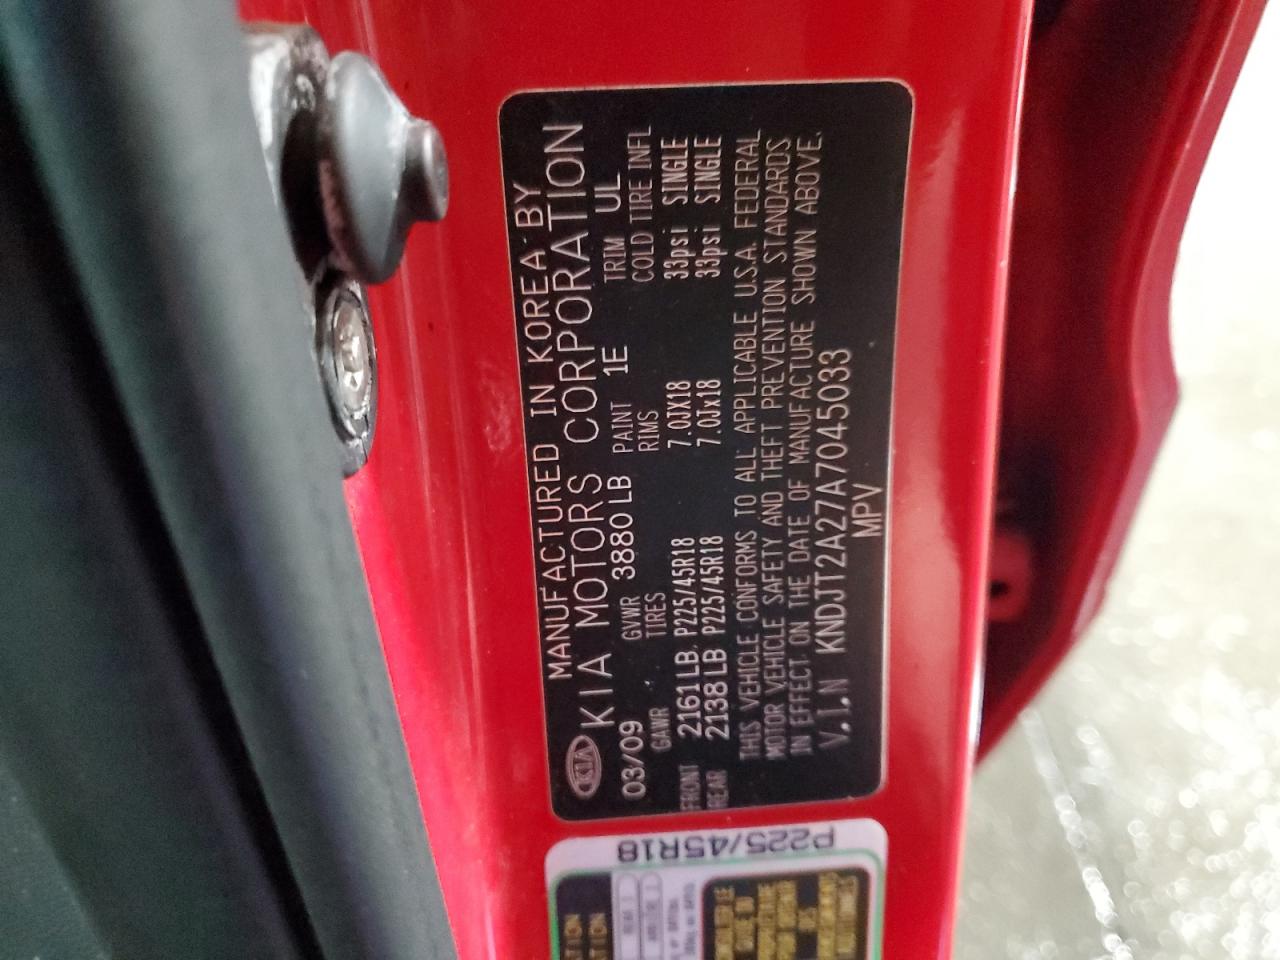 MANUFACTURED IN KOREA BY
KIA KIA MOTORS CORPORATION
03/09 GVWR 3880 LB PAINT 1E TRIM UL
GAWR TIRES RIMS COLD TIRE INFL
FRONT 2161 LB. P225/45R18 7.0JX18 33psi SINGLE
REAR 2138 LB P225/45R18 7.0Jx18 33psi SINGLE
THIS VEHICLE CONFORMS TO ALL APPLICABLE U.S.A. FEDERAL
MOTOR VEHICLE SAFETY AND THEFT PREVENTION STANDARDS
IN EFFECT ON THE DATE OF MANUFACTURE SHOWN ABOVE.
V.I.N KNDJT2A27A7045033
MPV
P225/45R18